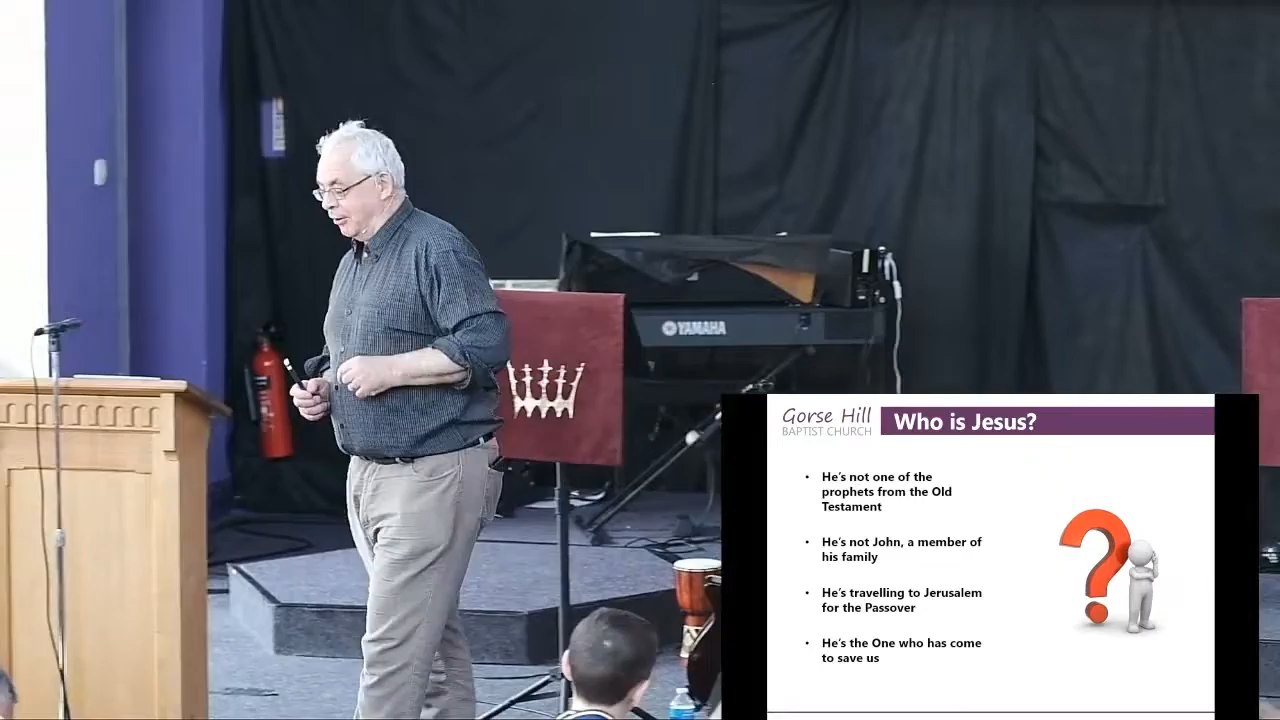 YAMAHA
Gorse Hill
BAPTIST CHURCH
Who is Jesus?
• He's not one of the
prophets from the Old
Testament
• He's not John, a member of
his family
• He's travelling to Jerusalem
for the Passover
• He's the One who has come
to save us